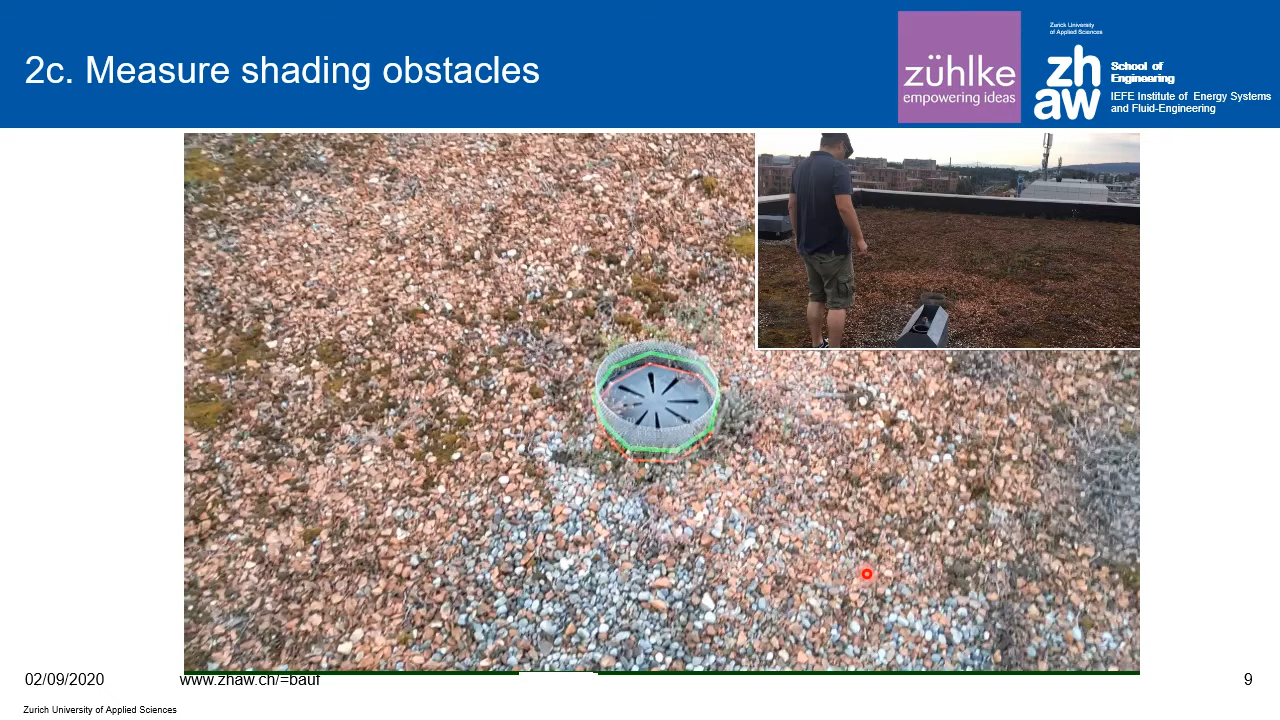 2c. Measure shading obstacles
zühlke
empowering ideas
Zurich University
of Applied Sciences
zh
aw
School of
Engineering
IEFE Institute of Energy Systems
and Fluid-Engineering
02/09/2020
www.zhaw.ch/=bauf
9
Zurich University of Applied Sciences